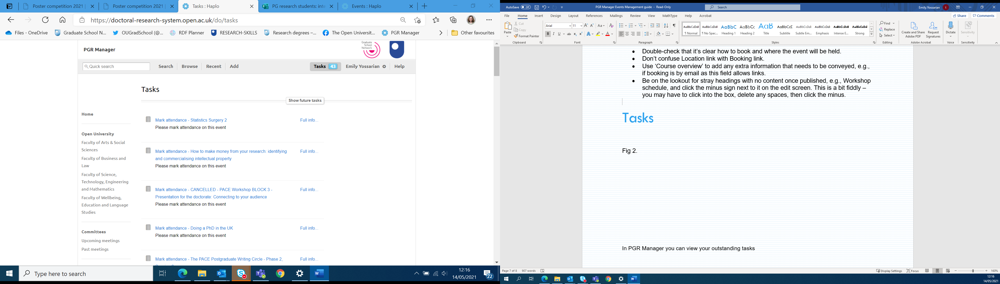 Poster competition 2021 |
Poster competition 2021 |
Tasks : Haplo
PG research students: inte
Events : Haplo
https://doctoral-research-system.open.ac.uk/do/tasks
Files - OneDrive
Graduate School N...
OUGradSchool (@...
RDF Planner
RESEARCH-SKILLS
Research degrees –...
The Open Universit...
PGR Manager
Other favourites
PGR Manager
Graduate
School
Network
Quick search
Search
Browse
Recent
Add
Tasks 43
Emily Yossarian
Help
Tasks
Show future tasks
Home
Open University
Faculty of Arts & Social
Sciences
Faculty of Business and
Law
Faculty of Science,
Technology, Engineering
and Mathematics
Faculty of Wellbeing,
Education and Language
Studies
Committees
Upcoming meetings
Past meetings
Mark attendance - Statistics Surgery 2
Full info...
Please mark attendance on this event
Mark attendance - How to make money from your research: identifying
Full info...
and commercialising intellectual property
Please mark attendance on this event
Mark attendance - CANCELLED - PACE Workshop BLOCK 3 -
Full info...
Presentation for the doctorate: Connecting to your audience
Please mark attendance on this event
Mark attendance - Doing a PhD in the UK
Full info...
Please mark attendance on this event
Mark attendance - The PACE Postgraduate Writing Circle - Phase 2,
Full info...
Type here to search
12:16
14/05/2021
22
AutoSave Off
PGR Manager Events Management guide - Read-Only
Search
Emily.Yossarian
E
File
Home
Insert
Design
Layout
References
Mailings
Review
View
MathType
Help
Acrobat
Share
Comments
Paste
Cut
Copy
Format Painter
Clipboard
Arial
11
Font
Paragraph
AaBbCcDdI
¶ Normal
AaBbCcDdI
¶ No Spac...
AaBbC
Heading 1
AaBbCc
Heading 2
AaB
Title
AaBbCcD
Subtitle
AaBbCcDdI
Subtle Em...
AaBbCcDdI
Emphasis
AaBbCcDdI
Intense E...
AaBbCcDdI
Strong
Styles
Find
Replace
Select
Editing
Create and Share
Adobe PDF
Request
Signatures
Adobe Acrobat
Dictate
Voice
Sensitivity
Sensitivity
• Double-check that it's clear how to book and where the event will be held.
• Don't confuse Location link with Booking link.
• Use 'Course overview' to add any extra information that needs to be conveyed, e.g.,
if booking is by email as this field allows links.
• Be on the lookout for stray headings with no content once published, e.g., Workshop
schedule, and click the minus sign next to it on the edit screen. This is a bit fiddly –
you may have to click into the box, delete any spaces, then click the minus.
Tasks
Fig 2.
In PGR Manager you can view your outstanding tasks
Page 7 of 8
907 words
Display Settings
Focus
160%
12:16
14/05/2021